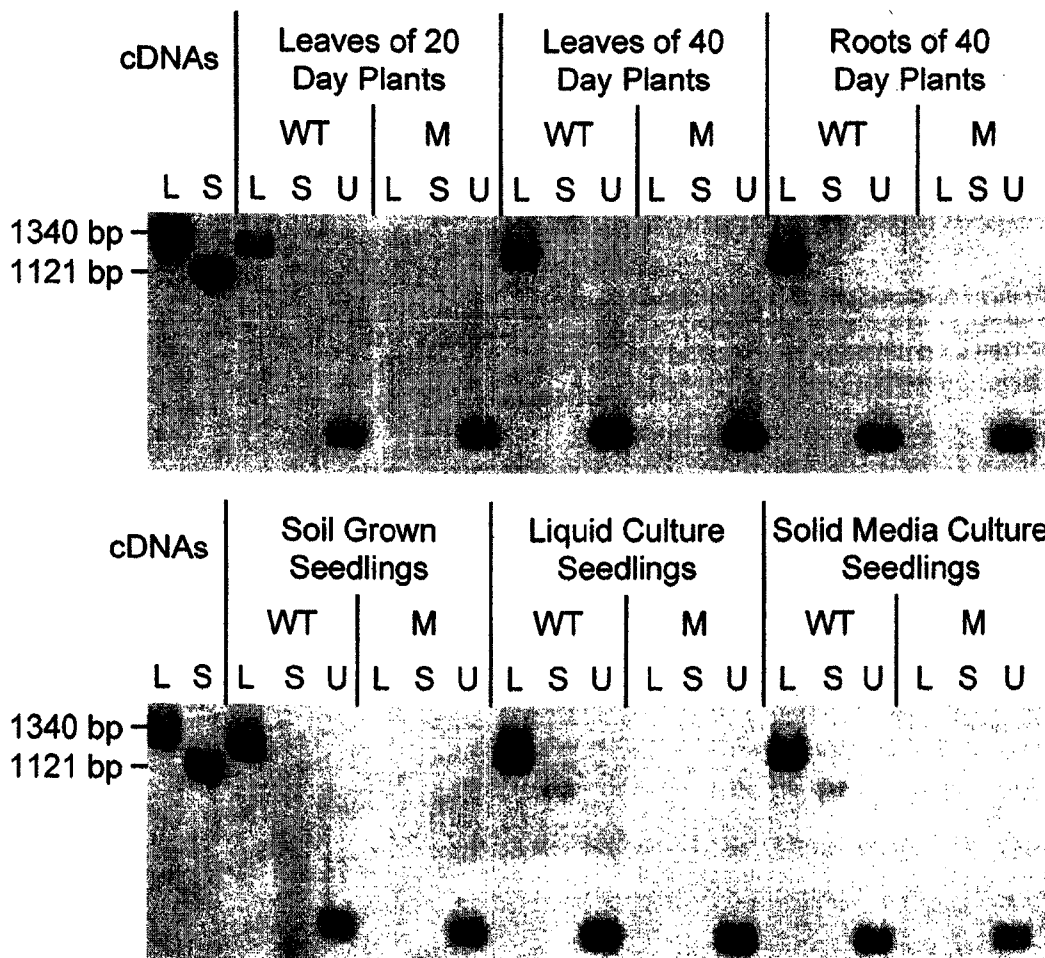 cDNAs
Leaves of 20
Day Plants
Leaves of 40
Day Plants
Roots of 40
Day Plants
WT M WT M WT M
L S L S U L S U L S U L S U L S U L S U
1340 bp
1121 bp
cDNAs
Soil Grown
Seedlings
Liquid Culture
Seedlings
Solid Media Culture
Seedlings
WT M WT M WT M
L S L S U L S U L S U L S U L S U L S U
1340 bp
1121 bp